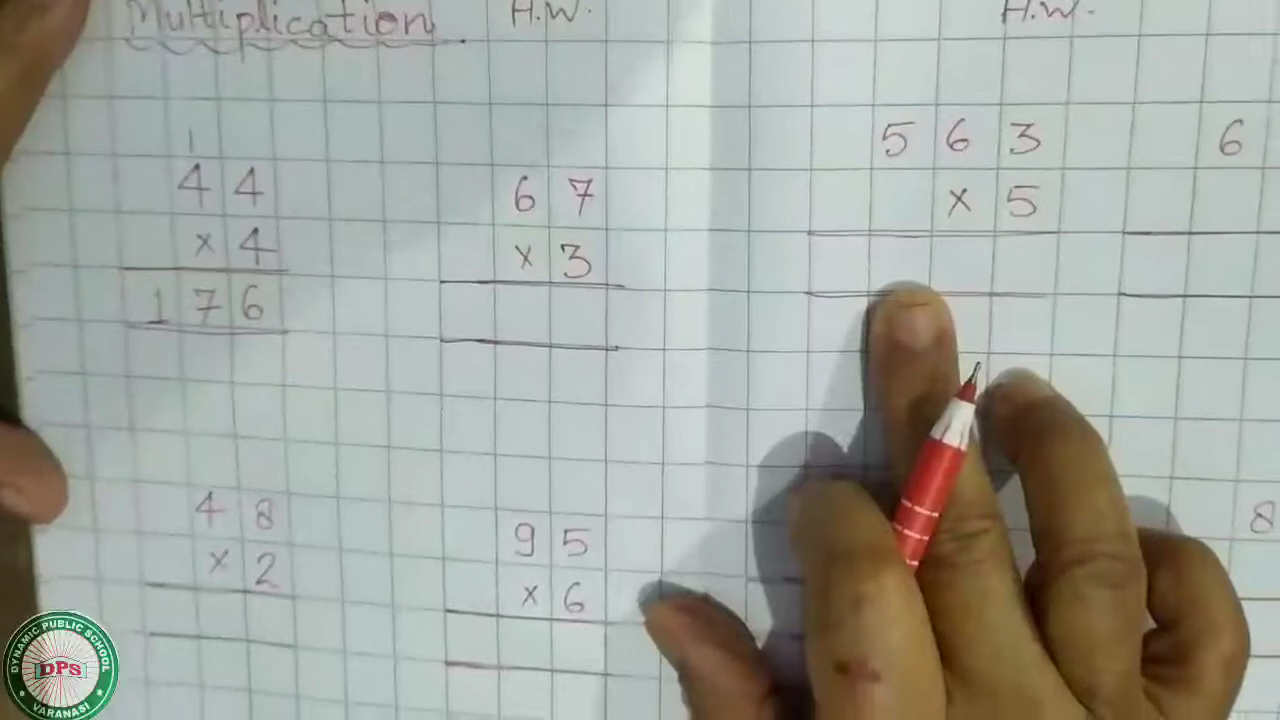 Multiplication. H.W. H.W.
1
4 4
× 4
1 7 6
6 7
× 3
5 6 3
× 5
6
4 8
× 2
9 5
× 6
8
DYNAMIC PUBLIC SCHOOL
DPS
VARANASI